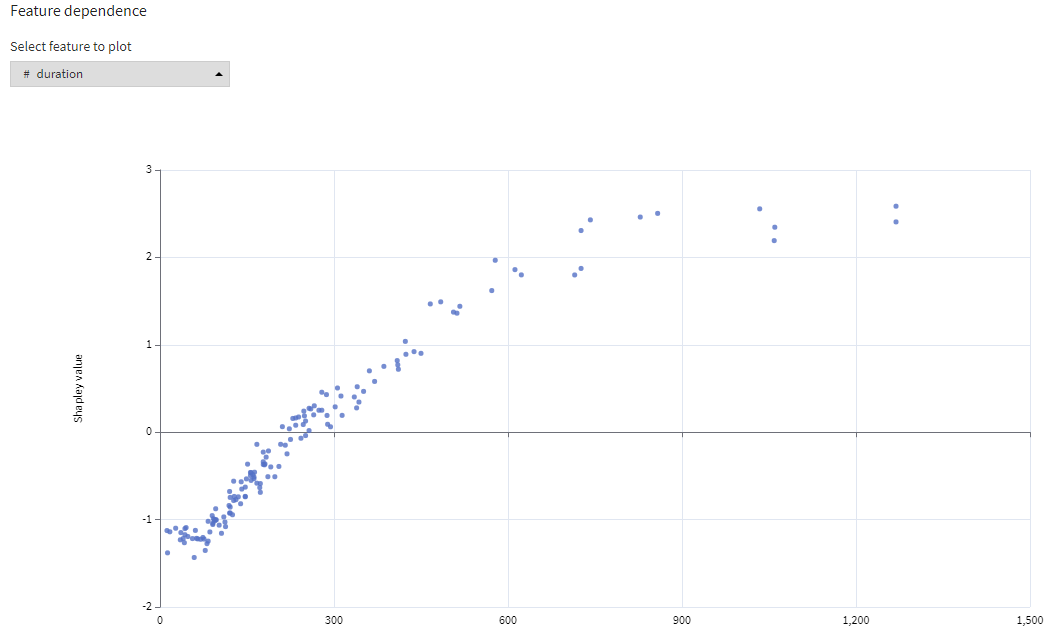 Feature dependence
Select feature to plot
# duration
3
2
1
0
-1
-2
Shapley value
0 300 600 900 1,200 1,500